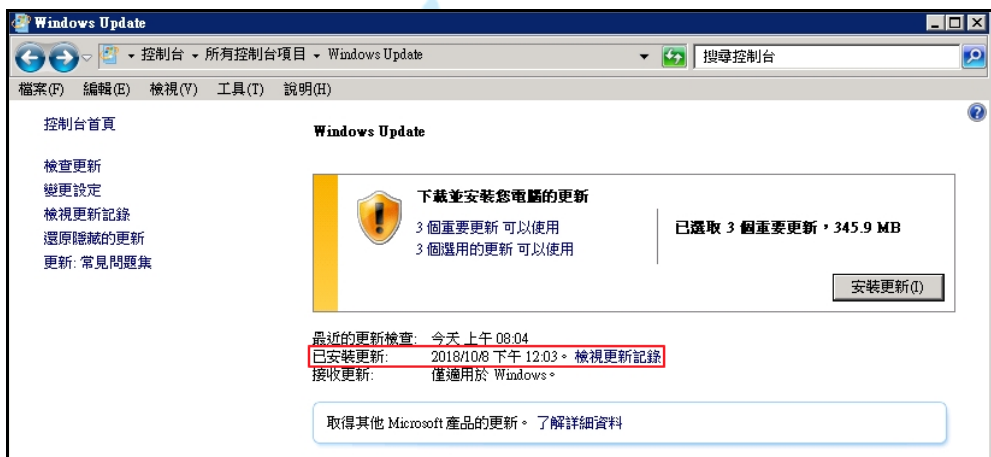 Windows Update
控制台 所有控制台項目 Windows Update 搜尋控制台
檔案(F) 編輯(E) 檢視(V) 工具(T) 說明(H)
控制台首頁
檢查更新
變更設定
檢視更新記錄
還原隱藏的更新
更新: 常見問題集
Windows Update
下載並安裝您電腦的更新
3 個重要更新 可以使用
3 個選用的更新 可以使用
已選取 3 個重要更新，345.9 MB
安裝更新(I)
最近的更新檢查: 今天 上午 08:04
已安裝更新: 2018/10/8 下午 12:03。 檢視更新記錄
接收更新: 僅適用於 Windows。
取得其他 Microsoft 產品的更新。 了解詳細資料